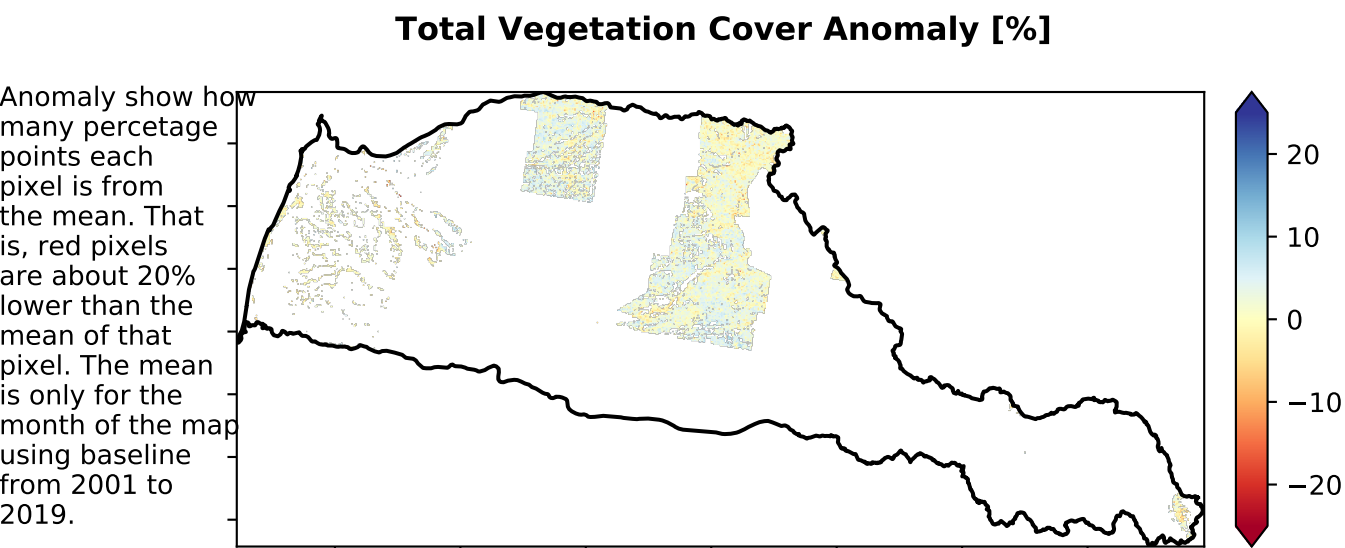 Total Vegetation Cover Anomaly [%]
Anomaly show how
many percetage
points each
pixel is from
the mean. That
is, red pixels
are about 20%
lower than the
mean of that
pixel. The mean
is only for the
month of the map
using baseline
from 2001 to
2019.
20
10
0
−10
−20